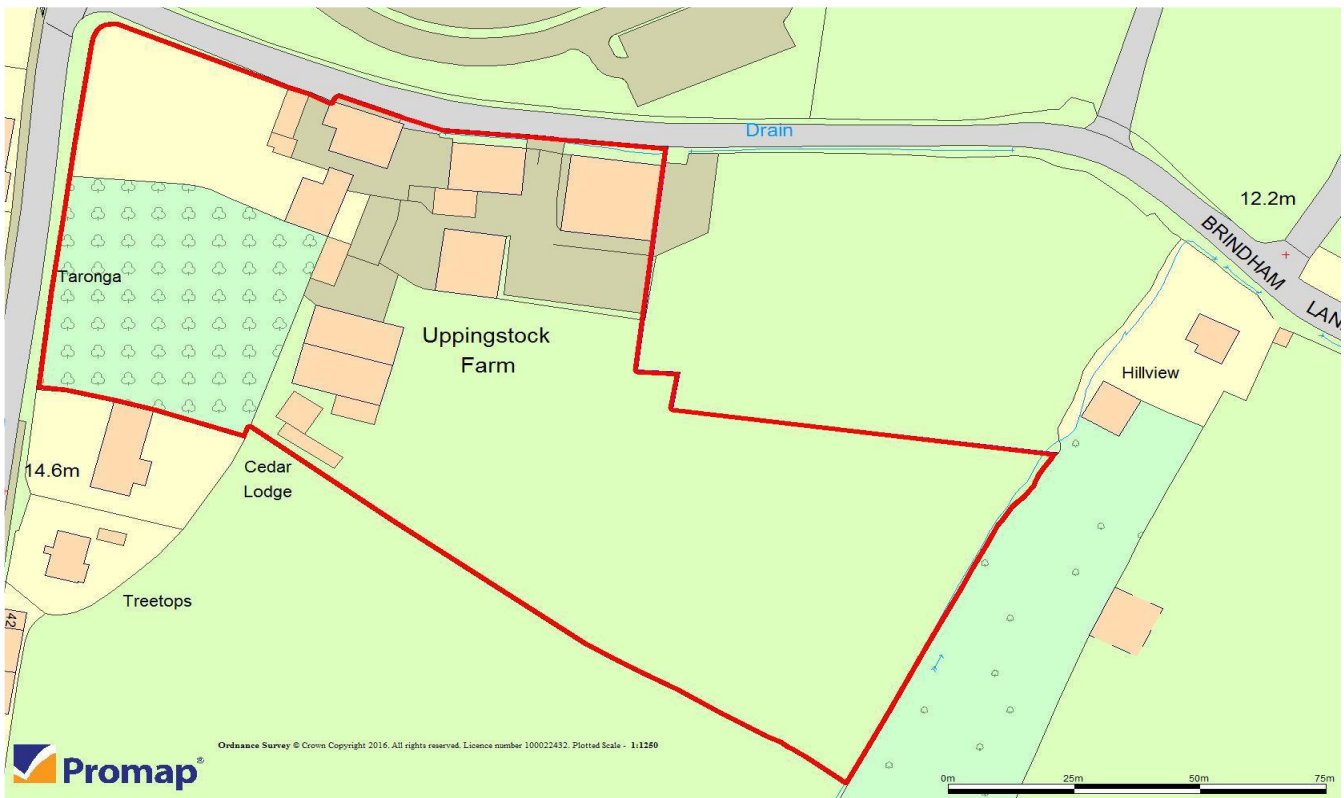 Drain
12.2m
BRINDHAM
LAN
Taronga
Uppingstock
Farm
Hillview
14.6m
Cedar
Lodge
Treetops
42
Ordnance Survey © Crown Copyright 2016. All rights reserved. Licence number 100022432. Plotted Scale - 1:1250
Promap®
0m 25m 50m 75m